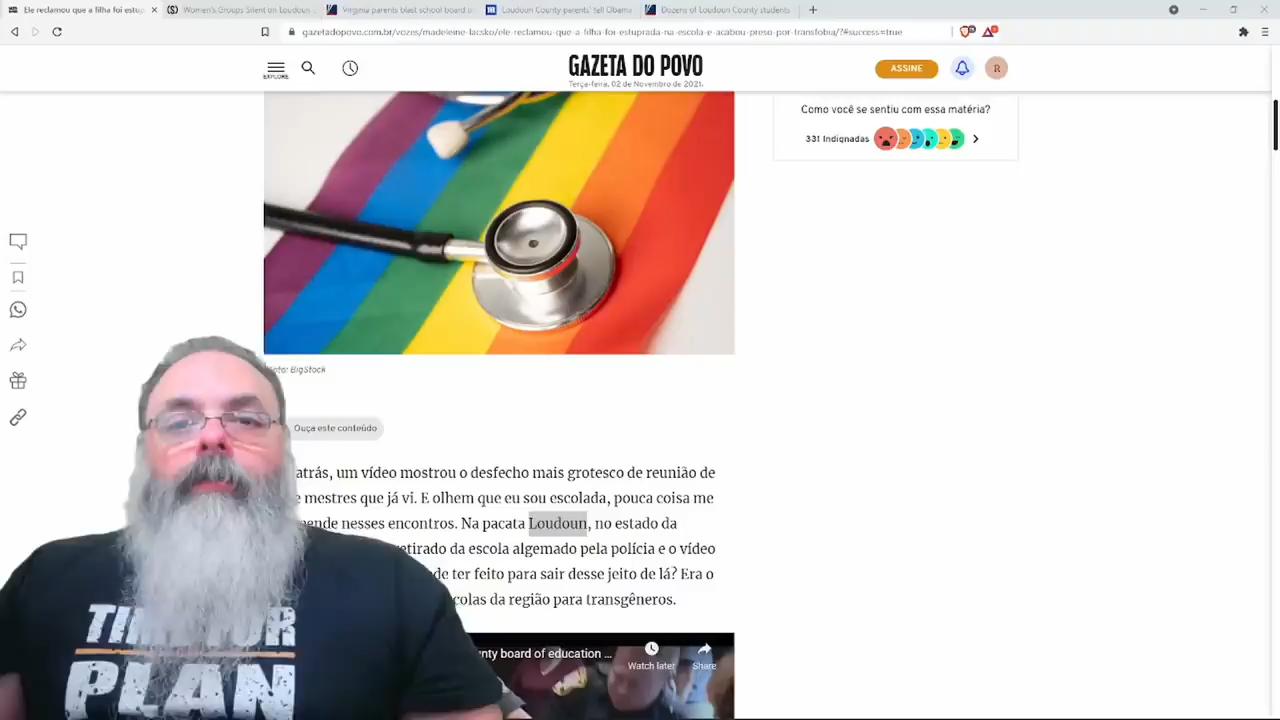 Ele reclamou que a filha foi estup
Women's Groups Silent on Loudoun
Virginia parents blast school board o
Loudoun County parents' tell Obama
Dozens of Loudoun County students
gazetadopovo.com.br/vozes/madeleine-lacsko/ele-reclamou-que-a-filha-foi-estuprada-na-escola-e-acabou-preso-por-transfobia/?#success=true
EXPLORE
GAZETA DO POVO
Terça-feira, 02 de Novembro de 2021.
ASSINE
R
Como você se sentiu com essa matéria?
331 Indignadas
BigStock
Ouça este conteúdo
atrás, um vídeo mostrou o desfecho mais grotesco de reunião de
e mestres que já vi. E olhem que eu sou escolada, pouca coisa me
ende nesses encontros. Na pacata Loudoun, no estado da
retirado da escola algemado pela polícia e o vídeo
de ter feito para sair desse jeito de lá? Era o
colas da região para transgêneros.
nty board of education ...
Watch later
Share
PLAN